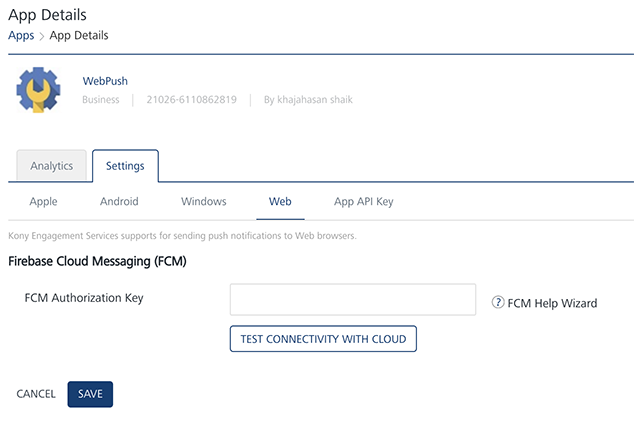 App Details
Apps > App Details
WebPush
Business | 21026-6110862819 | By khajahasan shaik
Analytics Settings
Apple Android Windows Web App API Key
Kony Engagement Services supports for sending push notifications to Web browsers.
Firebase Cloud Messaging (FCM)
FCM Authorization Key ? FCM Help Wizard
TEST CONNECTIVITY WITH CLOUD
CANCEL SAVE